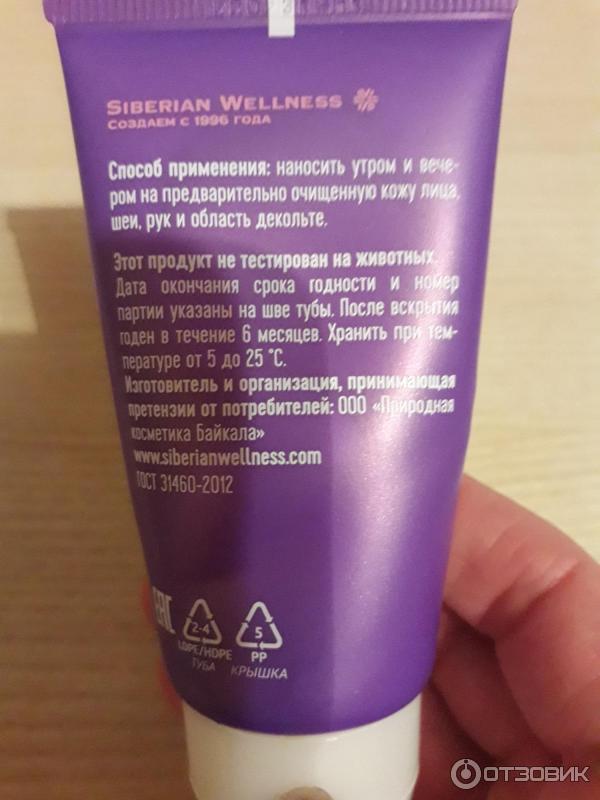 SIBERIAN WELLNESS
СОЗДАЕМ С 1996 ГОДА
Способ применения: наносить утром и вече-
ром на предварительно очищенную кожу лица,
шеи, рук и область декольте.
Этот продукт не тестирован на животных.
Дата окончания срока годности и номер
партии указаны на шве тубы. После вскрытия
годен в течение 6 месяцев. Хранить при тем-
пературе от 5 до 25 °С.
Изготовитель и организация, принимающая
претензии от потребителей: ООО «Природная
косметика Байкала»
www.siberianwellness.com
ГОСТ 31460-2012
EAC
2-4
5
LDPE/HDPE
PP
ТУБА
КРЫШКА
ОТЗОВИК